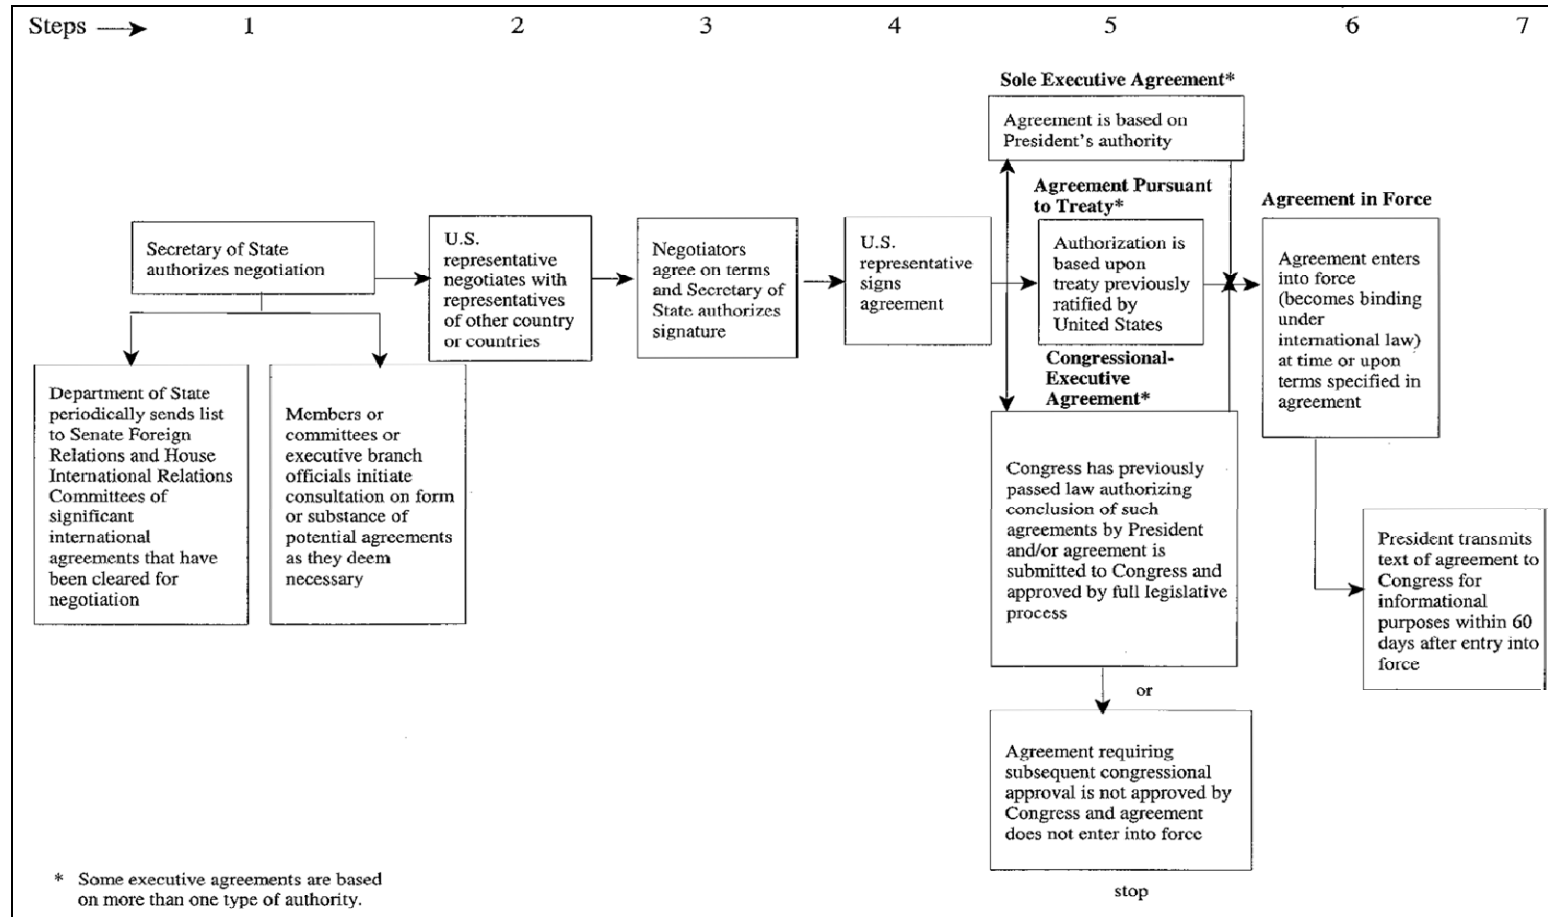 Steps 1 2 3 4 5 6 7
Secretary of State
authorizes negotiation
Department of State
periodically sends list
to Senate Foreign
Relations and House
International Relations
Committees of
significant
international
agreements that have
been cleared for
negotiation
Members or
committees or
executive branch
officials initiate
consultation on form
or substance of
potential agreements
as they deem
necessary
U.S.
representative
negotiates with
representatives
of other country
or countries
Negotiators
agree on terms
and Secretary of
State authorizes
signature
U.S.
representative
signs
agreement
Sole Executive Agreement*
Agreement is based on
President's authority
Agreement Pursuant
to Treaty*
Authorization is
based upon
treaty previously
ratified by
United States
Congressional-
Executive
Agreement*
Congress has previously
passed law authorizing
conclusion of such
agreements by President
and/or agreement is
submitted to Congress and
approved by full legislative
process
or
Agreement requiring
subsequent congressional
approval is not approved by
Congress and agreement
does not enter into force
stop
Agreement in Force
Agreement enters
into force
(becomes binding
under
international law)
at time or upon
terms specified in
agreement
President transmits
text of agreement to
Congress for
informational
purposes within 60
days after entry into
force
* Some executive agreements are based
on more than one type of authority.